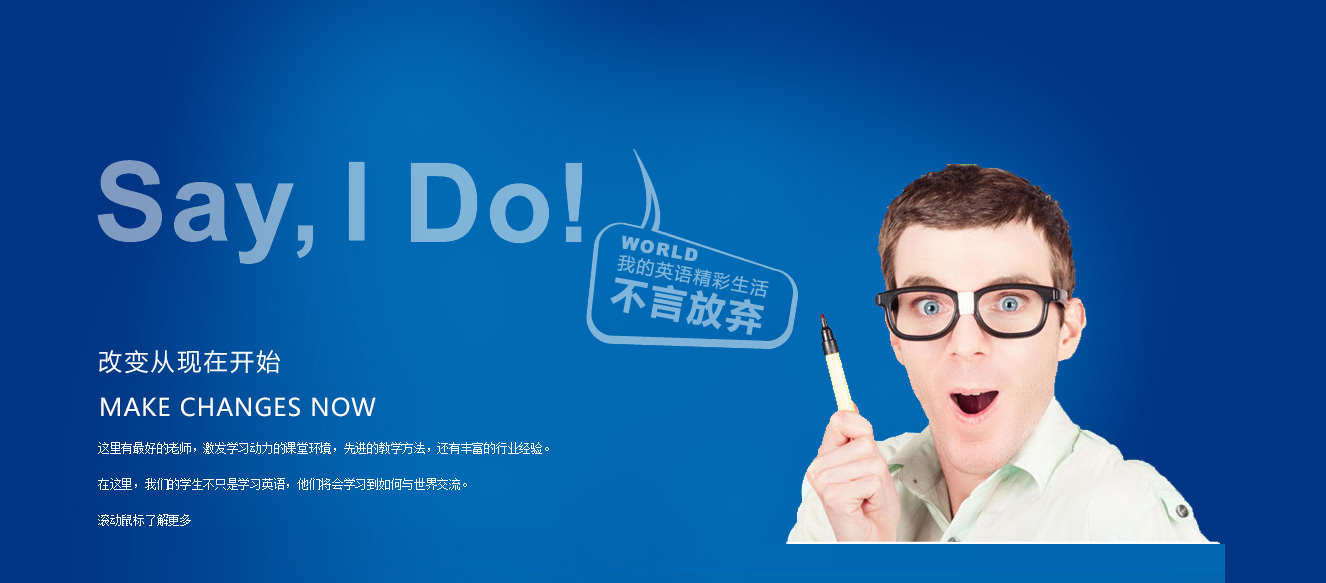 Say, I Do!
WORLD
我的英语精彩生活
不言放弃
改变从现在开始
MAKE CHANGES NOW
这里有最好的老师，激发学习动力的课堂环境，先进的教学方法，还有丰富的行业经验。
在这里，我们的学生不只是学习英语，他们将会学习到如何与世界交流。
滚动鼠标了解更多